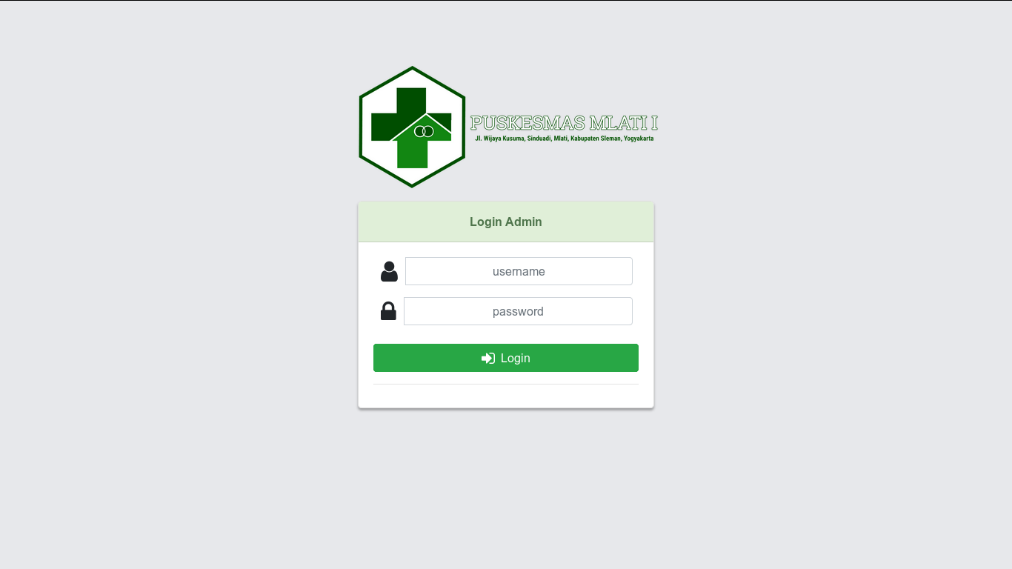 PUSKESMAS MLATI I
Jl. Wijaya Kusuma, Sinduadi, Mlati, Kabupaten Sleman, Yogyakarta
Login Admin
username
password
Login